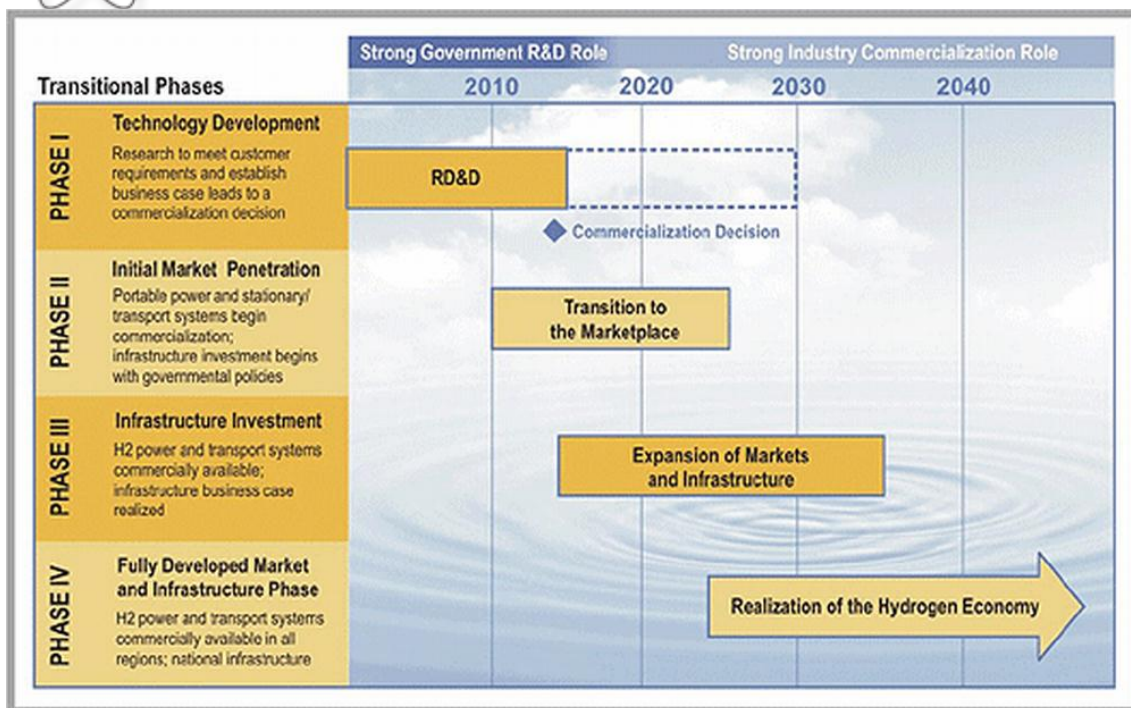 Strong Government R&D Role
Strong Industry Commercialization Role
Transitional Phases
2010
2020
2030
2040
PHASE I
Technology Development
Research to meet customer
requirements and establish
business case leads to a
commercialization decision
RD&D
Commercialization Decision
PHASE II
Initial Market Penetration
Portable power and stationary/
transport systems begin
commercialization;
infrastructure investment begins
with governmental policies
Transition to
the Marketplace
PHASE III
Infrastructure Investment
H2 power and transport systems
commercially available;
infrastructure business case
realized
Expansion of Markets
and Infrastructure
PHASE IV
Fully Developed Market
and Infrastructure Phase
H2 power and transport systems
commercially available in all
regions; national infrastructure
Realization of the Hydrogen Economy